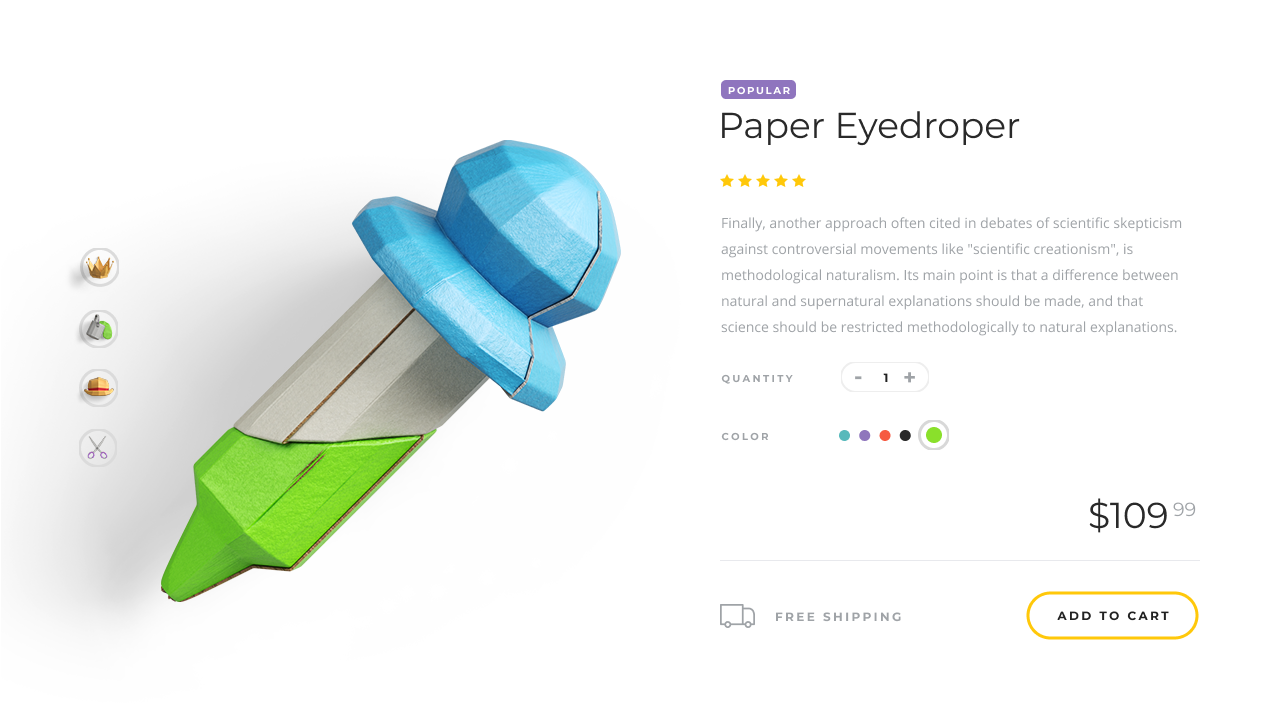 POPULAR
Paper Eyedroper
Finally, another approach often cited in debates of scientific skepticism
against controversial movements like "scientific creationism", is
methodological naturalism. Its main point is that a difference between
natural and supernatural explanations should be made, and that
science should be restricted methodologically to natural explanations.
QUANTITY - 1 +
COLOR
$109 99
FREE SHIPPING
ADD TO CART